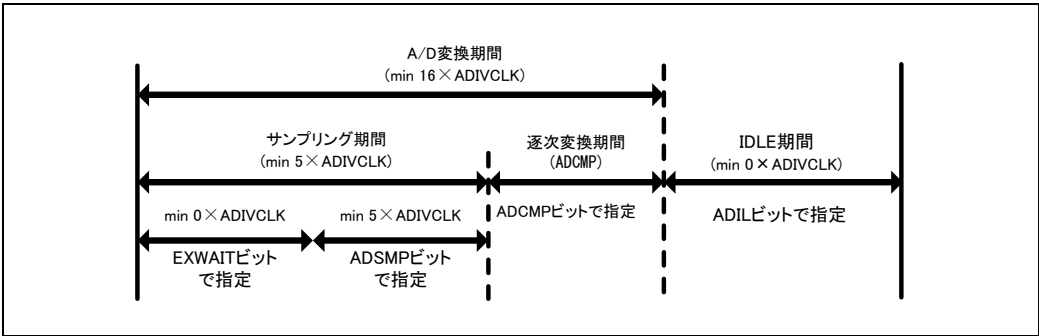 A/D変換期間
(min 16×ADIVCLK)
サンプリング期間
(min 5×ADIVCLK)
逐次変換期間
(ADCMP)
IDLE期間
(min 0×ADIVCLK)
min 0×ADIVCLK
min 5×ADIVCLK
ADCMPビットで指定
ADILビットで指定
EXWAITビット
で指定
ADSMPビット
で指定